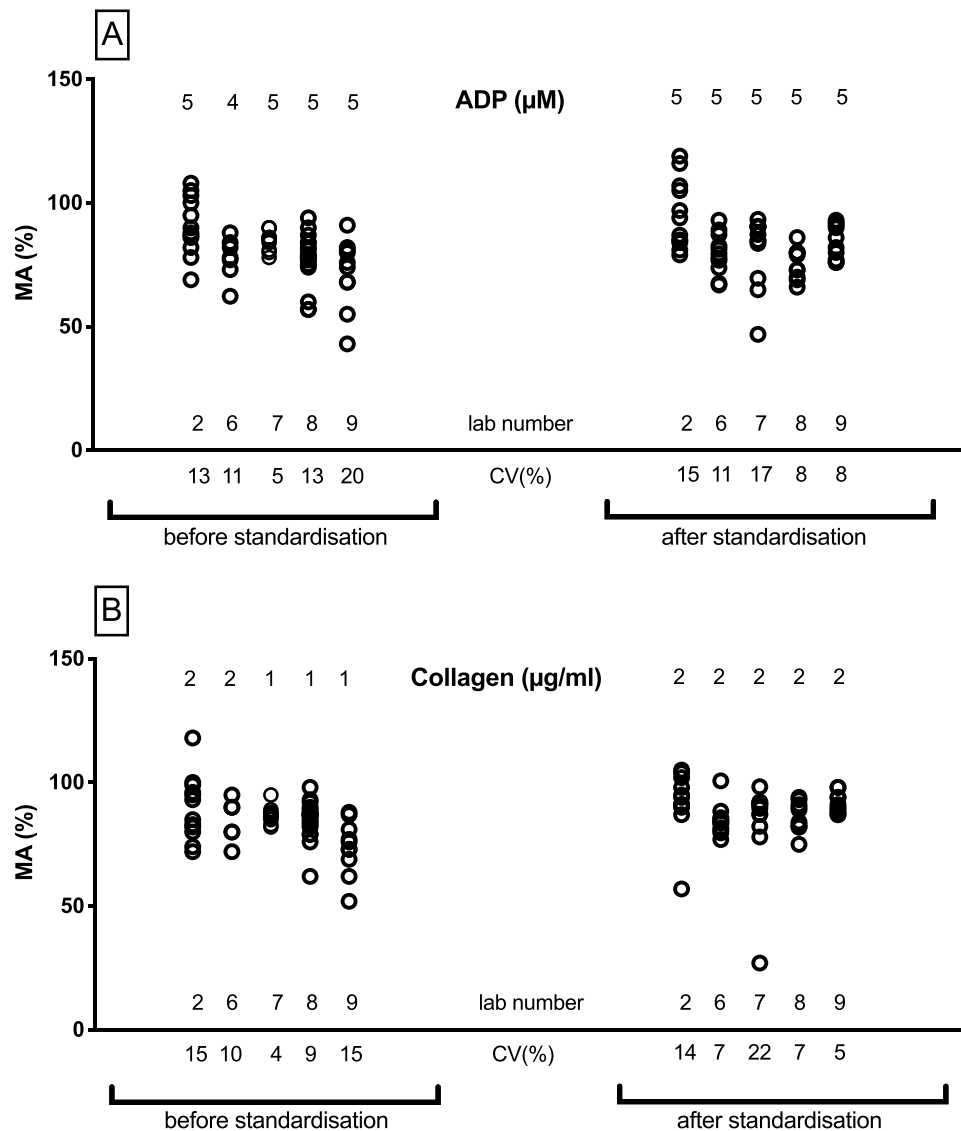 A
150
5 4 5 5 5 ADP (µM) 5 5 5 5 5
100
MA (%)
50
2 6 7 8 9 lab number 2 6 7 8 9
0
13 11 5 13 20 CV(%) 15 11 17 8 8
before standardisation after standardisation
B
150
2 2 1 1 1 Collagen (µg/ml) 2 2 2 2 2
100
MA (%)
50
2 6 7 8 9 lab number 2 6 7 8 9
0
15 10 4 9 15 CV(%) 14 7 22 7 5
before standardisation after standardisation